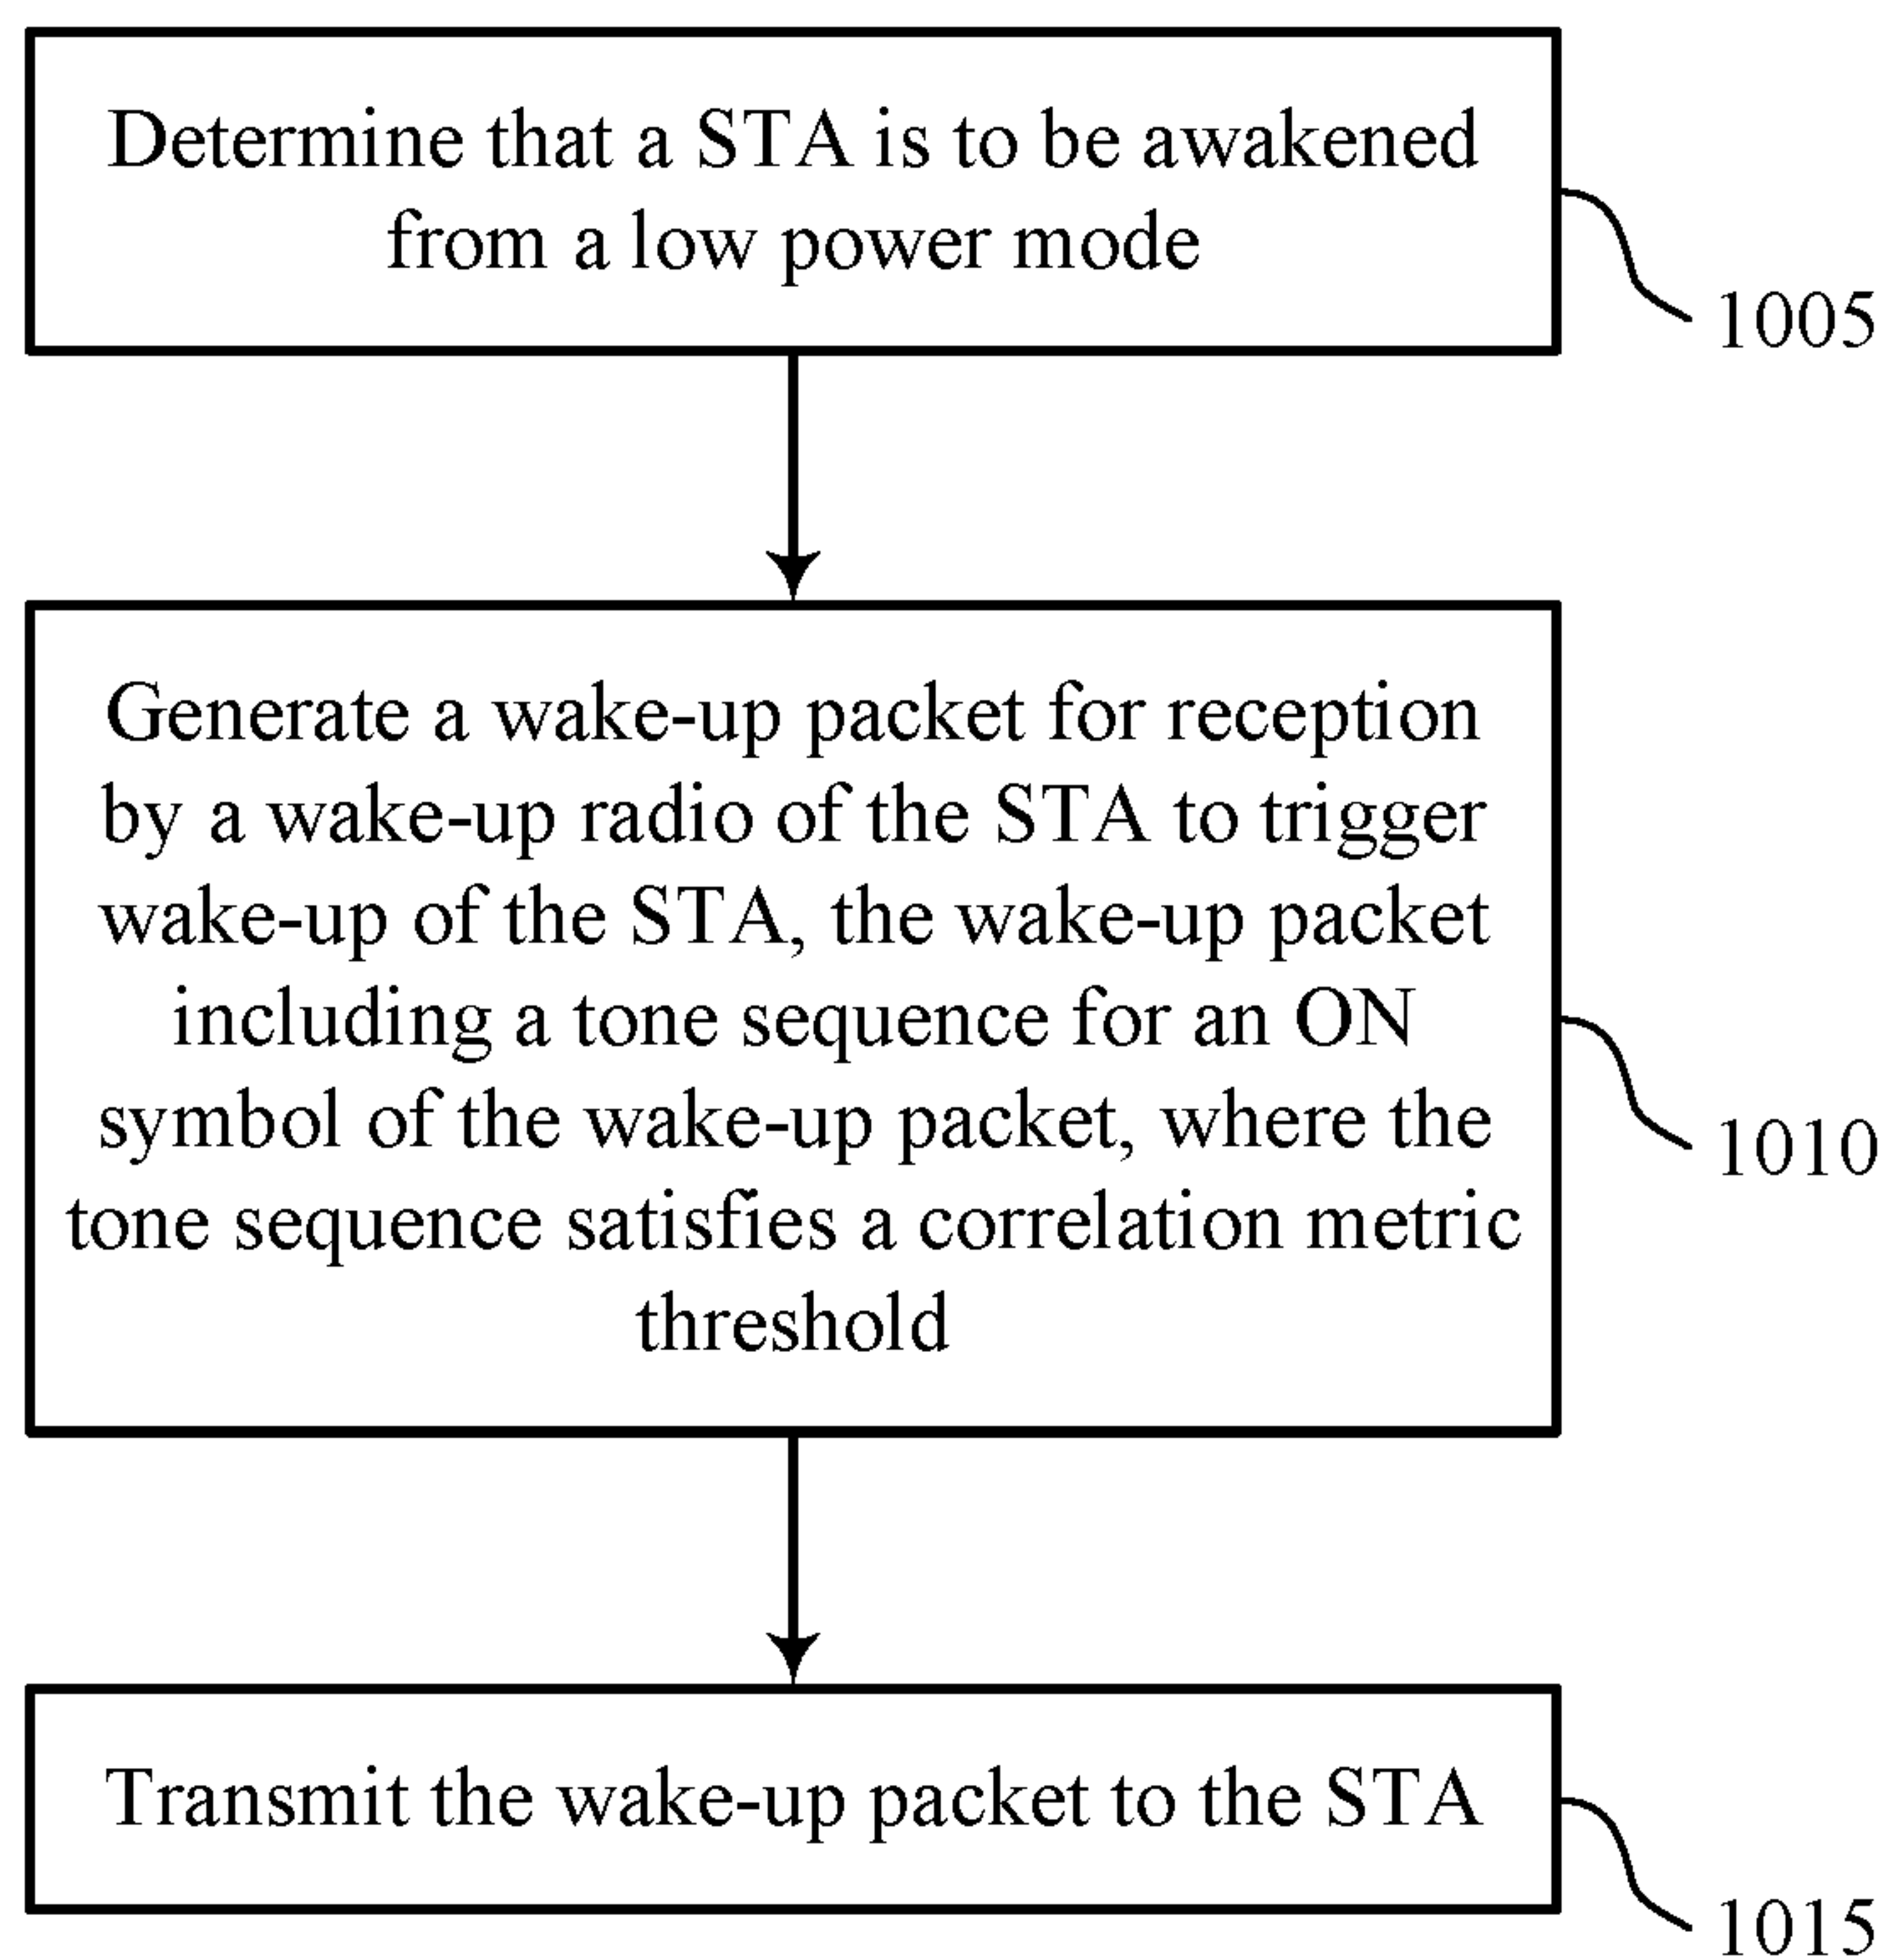 Determine that a STA is to be awakened
from a low power mode
1005
Generate a wake-up packet for reception
by a wake-up radio of the STA to trigger
wake-up of the STA, the wake-up packet
including a tone sequence for an ON
symbol of the wake-up packet, where the
tone sequence satisfies a correlation metric
threshold
1010
Transmit the wake-up packet to the STA
1015